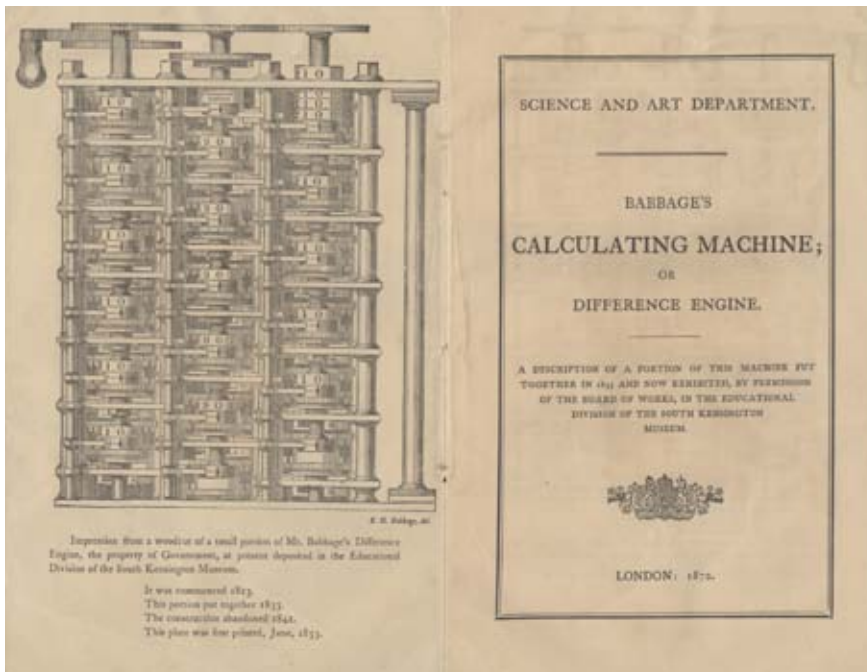 B. H. Babbage, del.
Impression from a woodcut of a small portion of Mr. Babbage's Difference
Engine, the property of Government, at present deposited in the Educational
Division of the South Kensington Museum.
It was commenced 1823.
This portion put together 1833.
The construction abandoned 1842.
This plate was first printed, June, 1853.
SCIENCE AND ART DEPARTMENT.
BABBAGE'S
CALCULATING MACHINE;
OR
DIFFERENCE ENGINE.
A DESCRIPTION OF A PORTION OF THIS MACHINE PUT
TOGETHER IN 1833 AND NOW EXHIBITED, BY PERMISSION
OF THE BOARD OF WORKS, IN THE EDUCATIONAL
DIVISION OF THE SOUTH KENSINGTON
MUSEUM.
LONDON: 1872.